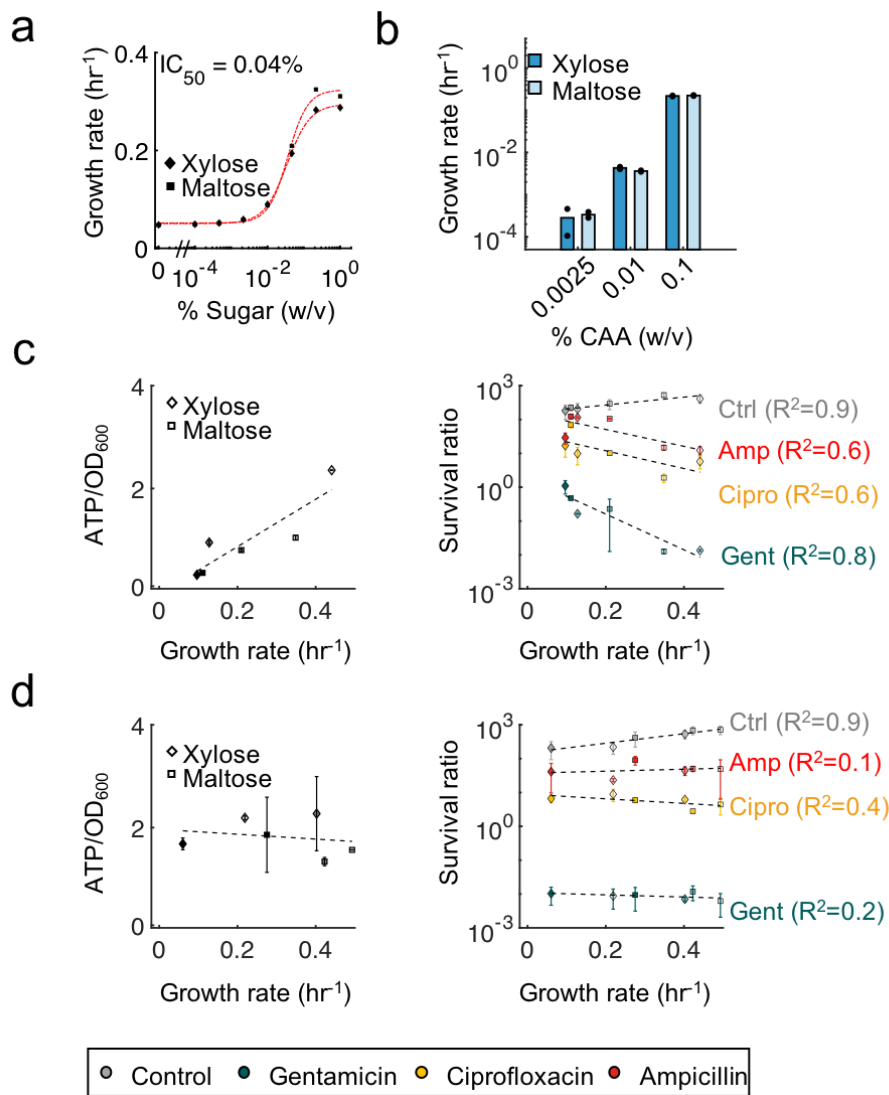 a
Growth rate (hr⁻¹)
0.4
0.2
0
IC₅₀ = 0.04%
Xylose
Maltose
0 10⁻⁴ 10⁻² 10⁰
% Sugar (w/v)
b
Growth rate (hr⁻¹)
10⁰
10⁻²
10⁻⁴
Xylose
Maltose
0.0025 0.01 0.1
% CAA (w/v)
c
ATP/OD₆₀₀
4
2
0
Xylose
Maltose
0 0.2 0.4
Growth rate (hr⁻¹)
Survival ratio
10³
10⁰
10⁻³
Ctrl (R²=0.9)
Amp (R²=0.6)
Cipro (R²=0.6)
Gent (R²=0.8)
0 0.2 0.4
Growth rate (hr⁻¹)
d
ATP/OD₆₀₀
4
2
0
Xylose
Maltose
0 0.2 0.4
Growth rate (hr⁻¹)
Survival ratio
10³
10⁰
10⁻³
Ctrl (R²=0.9)
Amp (R²=0.1)
Cipro (R²=0.4)
Gent (R²=0.2)
0 0.2 0.4
Growth rate (hr⁻¹)
Control Gentamicin Ciprofloxacin Ampicillin